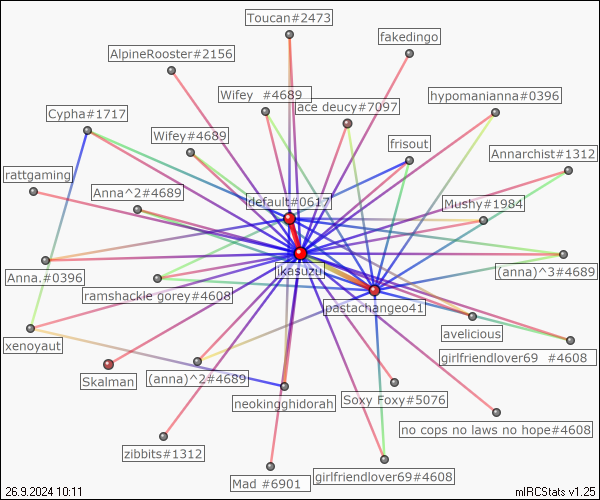 Toucan#2473
fakedingo
AlpineRooster#2156
Wifey  #4689
hypomanianna#0396
ace deucy#7097
Cypha#1717
Wifey#4689
frisout
Annarchist#1312
rattgaming
Anna^2#4689
default#0617
Mushy#1984
ikasuzu
(anna)^3#4689
Anna.#0396
ramshackle gorey#4608
pastachangeo41
avelicious
xenoyaut
girlfriendlover69  #4608
Skalman
(anna)^2#4689
neokingghidorah
Soxy Foxy#5076
no cops no laws no hope#4608
zibbits#1312
Mad #6901
girlfriendlover69#4608
26.9.2024 10:11
mIRCStats v1.25